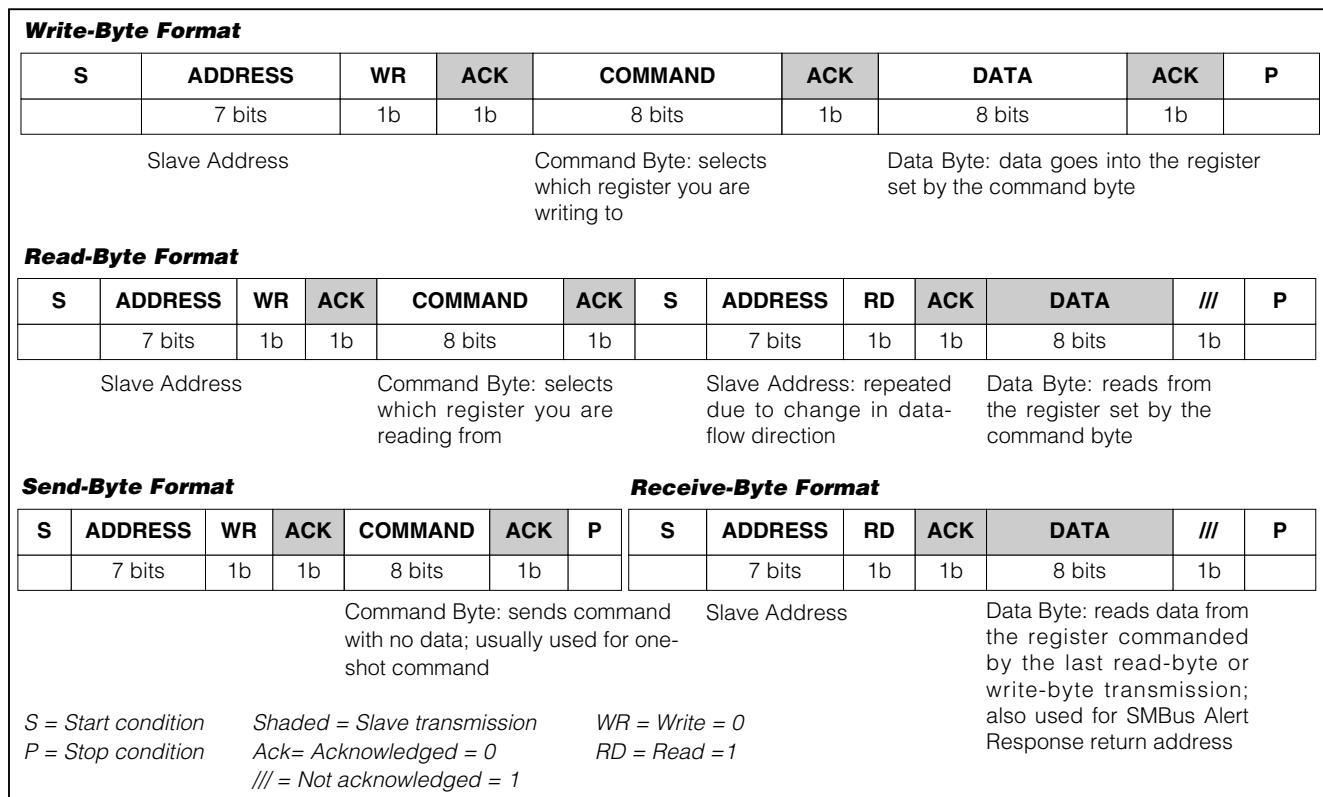 Write-Byte Format
S ADDRESS WR ACK COMMAND ACK DATA ACK P
7 bits 1b 1b 8 bits 1b 8 bits 1b
Slave Address
Command Byte: selects
which register you are
writing to
Data Byte: data goes into the register
set by the command byte
Read-Byte Format
S ADDRESS WR ACK COMMAND ACK S ADDRESS RD ACK DATA /// P
7 bits 1b 1b 8 bits 1b 7 bits 1b 1b 8 bits 1b
Slave Address
Command Byte: selects
which register you are
reading from
Slave Address: repeated
due to change in data-
flow direction
Data Byte: reads from
the register set by the
command byte
Send-Byte Format
S ADDRESS WR ACK COMMAND ACK P
7 bits 1b 1b 8 bits 1b
Command Byte: sends command
with no data; usually used for one-
shot command
Receive-Byte Format
S ADDRESS RD ACK DATA /// P
7 bits 1b 1b 8 bits 1b
Slave Address
Data Byte: reads data from
the register commanded
by the last read-byte or
write-byte transmission;
also used for SMBus Alert
Response return address
S = Start condition
P = Stop condition
Shaded = Slave transmission
Ack= Acknowledged = 0
/// = Not acknowledged = 1
WR = Write = 0
RD = Read =1